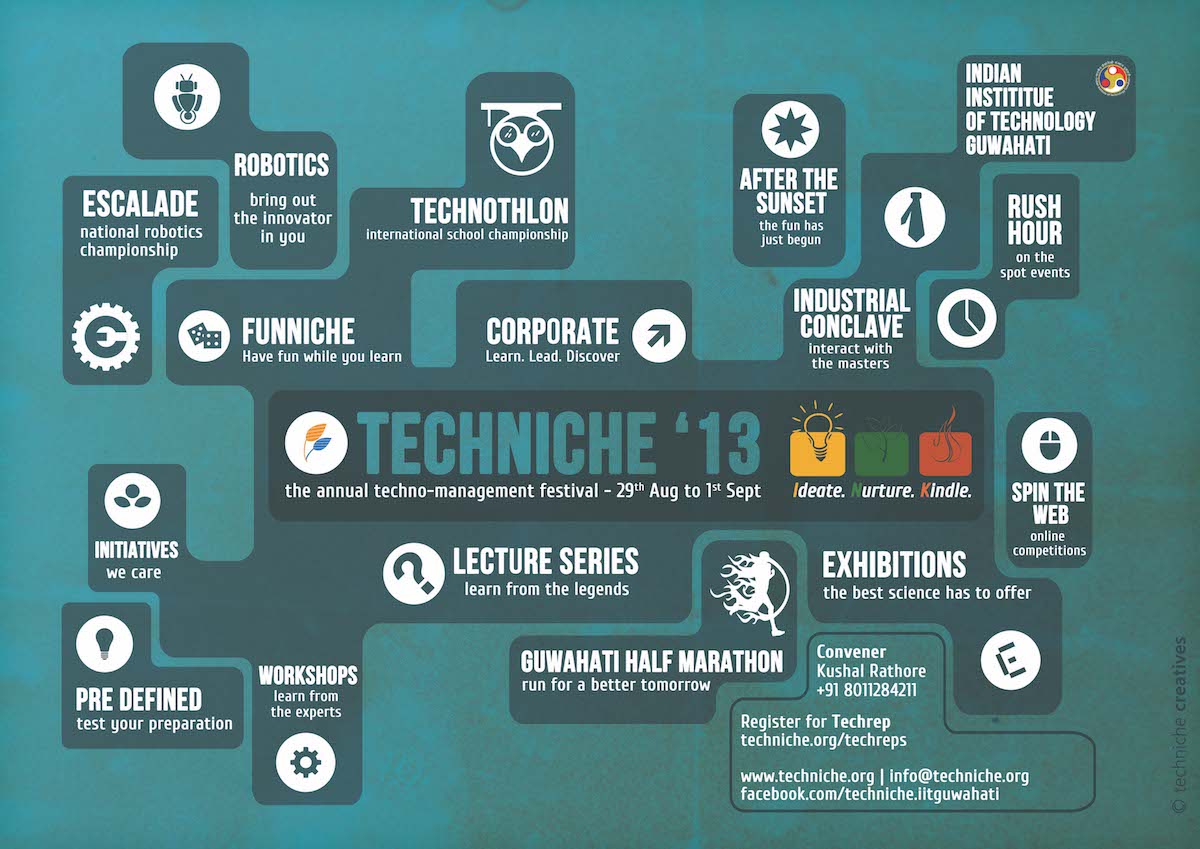 INDIAN
INSTITITUE
OF TECHNOLOGY
GUWAHATI
ROBOTICS
bring out
the innovator
in you
ESCALADE
national robotics
championship
TECHNOTHLON
international school championship
AFTER THE
SUNSET
the fun has
just begun
RUSH
HOUR
on the
spot events
FUNNICHE
Have fun while you learn
CORPORATE
Learn. Lead. Discover
INDUSTRIAL
CONCLAVE
interact with
the masters
TECHNICHE ‘13
the annual techno-management festival - 29th Aug to 1st Sept
Ideate. Nurture. Kindle.
SPIN THE
WEB
online
competitions
INITIATIVES
we care
LECTURE SERIES
learn from the legends
EXHIBITIONS
the best science has to offer
PRE DEFINED
test your preparation
WORKSHOPS
learn from
the experts
GUWAHATI HALF MARATHON
run for a better tomorrow
Convener
Kushal Rathore
+91 8011284211
Register for Techrep
techniche.org/techreps
www.techniche.org | info@techniche.org
facebook.com/techniche.iitguwahati
© techniche creatives